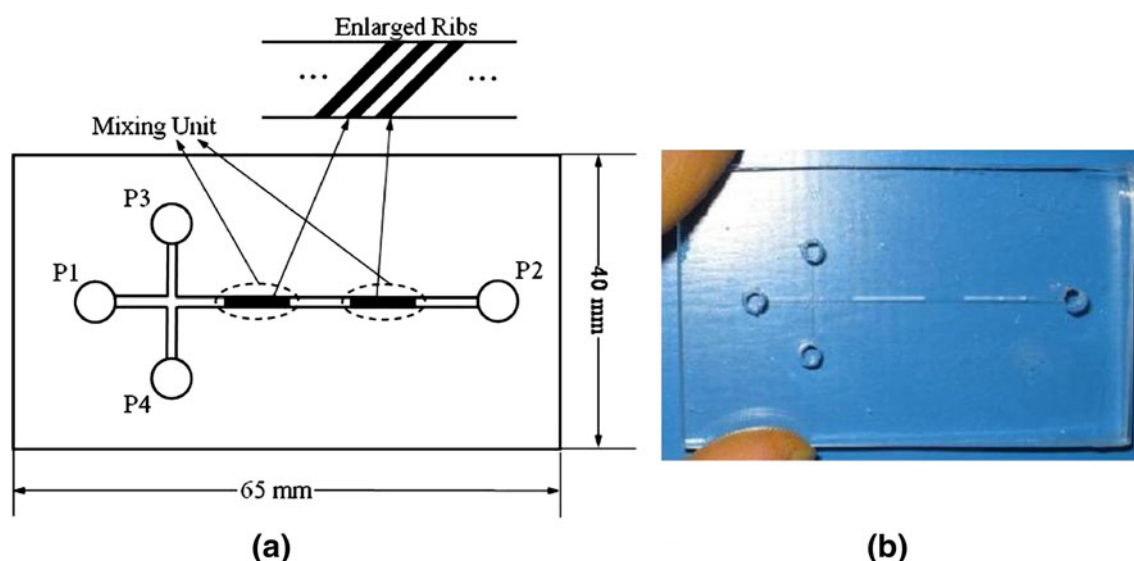 Enlarged Ribs
... ...
Mixing Unit
P3
P1
P2
P4
40 mm
65 mm
(a)
(b)